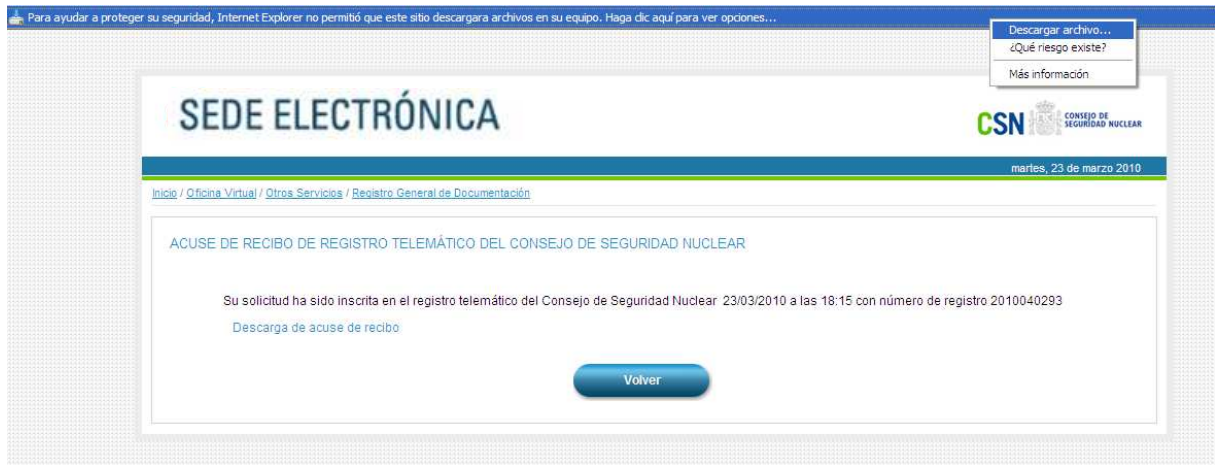 Para ayudar a proteger su seguridad, Internet Explorer no permitió que este sitio descargara archivos en su equipo. Haga clic aquí para ver opciones...
Descargar archivo...
¿Qué riesgo existe?
Más información
SEDE ELECTRÓNICA
CSN CONSEJO DE
SEGURIDAD NUCLEAR
martes, 23 de marzo 2010
Inicio / Oficina Virtual / Otros Servicios / Registro General de Documentación
ACUSE DE RECIBO DE REGISTRO TELEMÁTICO DEL CONSEJO DE SEGURIDAD NUCLEAR
Su solicitud ha sido inscrita en el registro telemático del Consejo de Seguridad Nuclear 23/03/2010 a las 18:15 con número de registro 2010040293
Descarga de acuse de recibo
Volver